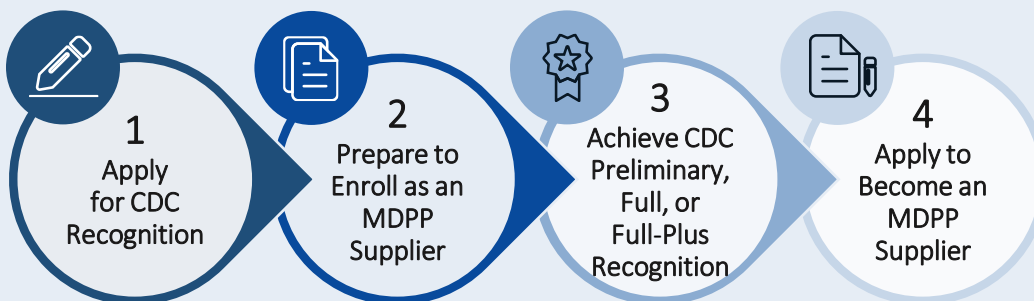 1
Apply
for CDC
Recognition
2
Prepare to
Enroll as an
MDPP
Supplier
3
Achieve CDC
Preliminary,
Full, or
Full-Plus
Recognition
4
Apply to
Become an
MDPP
Supplier